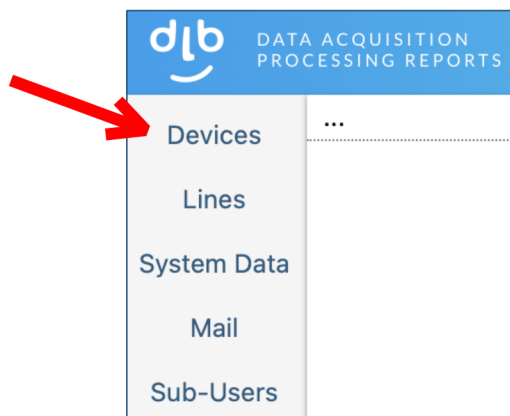 dlb
DATA ACQUISITION
PROCESSING REPORTS
Devices
...
Lines
System Data
Mail
Sub-Users